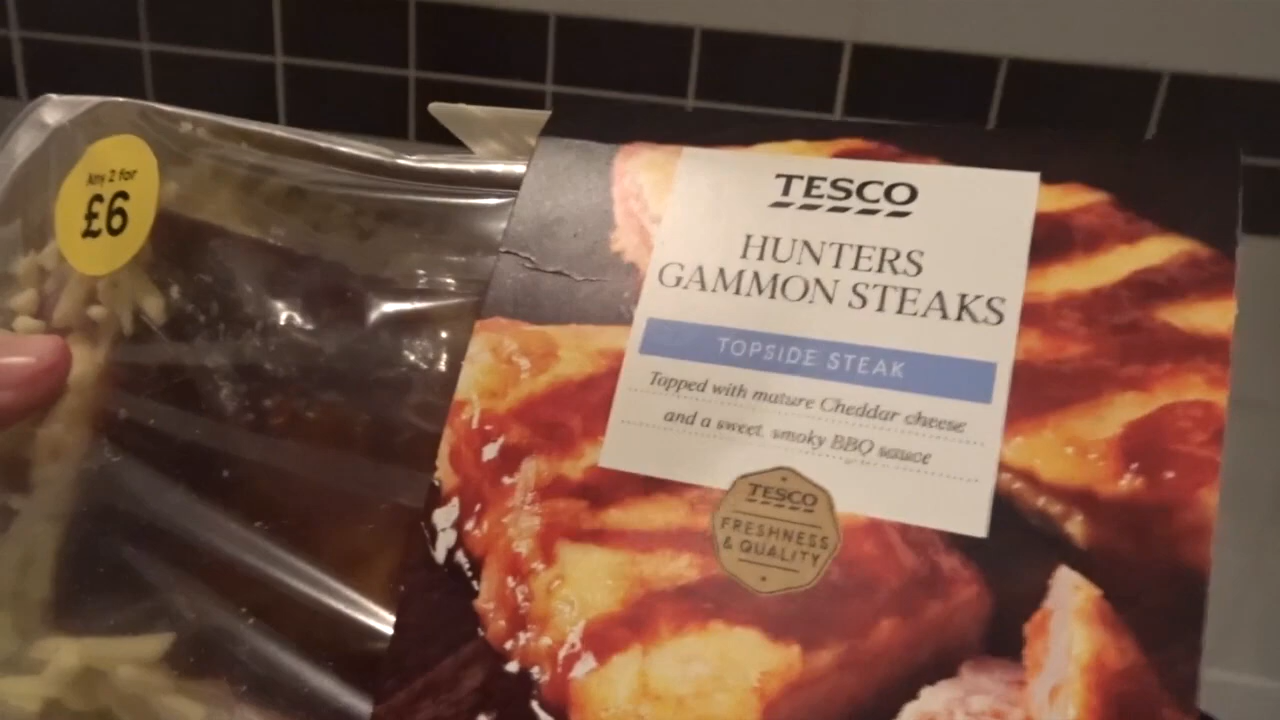 Any 2 for
£6
TESCO
HUNTERS
GAMMON STEAKS
TOPSIDE STEAK
Topped with mature Cheddar cheese
and a sweet, smoky BBQ sauce
TESCO
FRESHNESS
& QUALITY